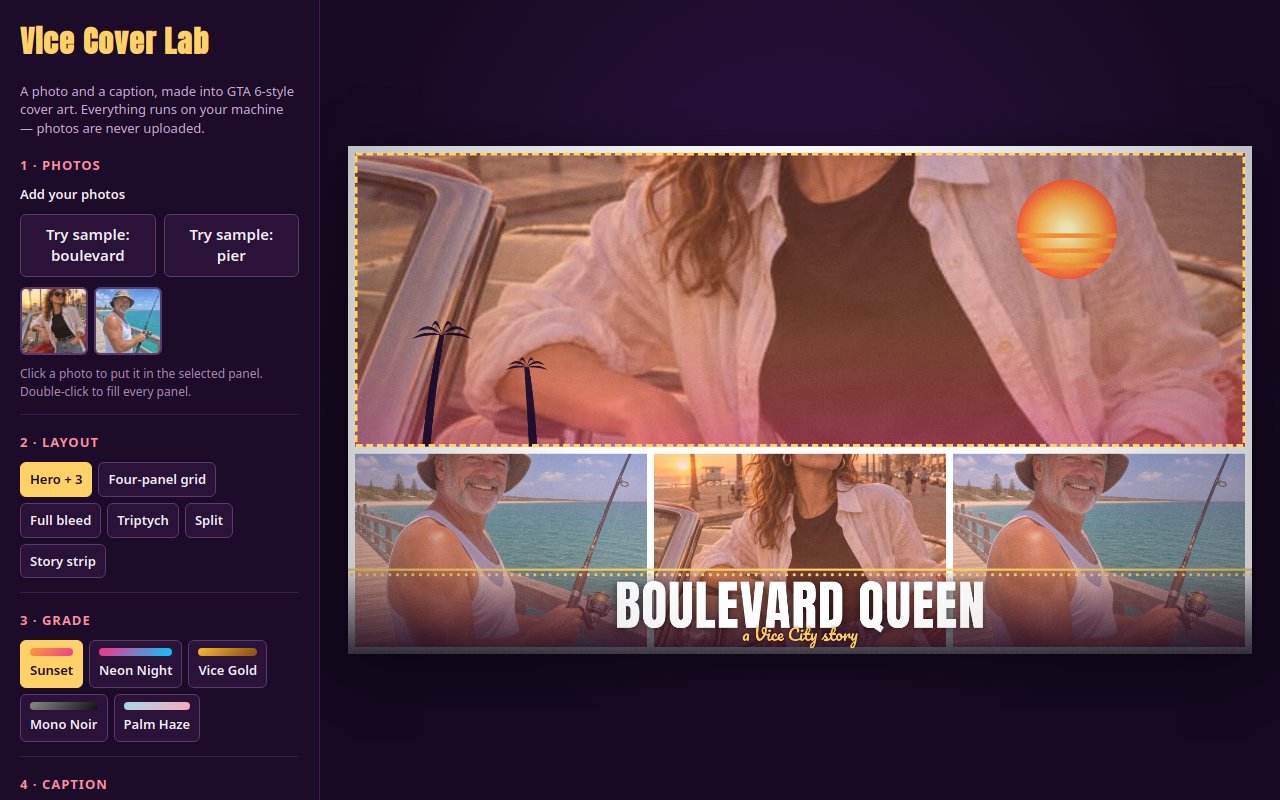 Vice Cover Lab
A photo and a caption, made into GTA 6-style
cover art. Everything runs on your machine
— photos are never uploaded.
1 · PHOTOS
Add your photos
Try sample:
boulevard
Try sample:
pier
Click a photo to put it in the selected panel.
Double-click to fill every panel.
2 · LAYOUT
Hero + 3
Four-panel grid
Full bleed
Triptych
Split
Story strip
3 · GRADE
Sunset
Neon Night
Vice Gold
Mono Noir
Palm Haze
4 · CAPTION
BOULEVARD QUEEN
a Vice City story